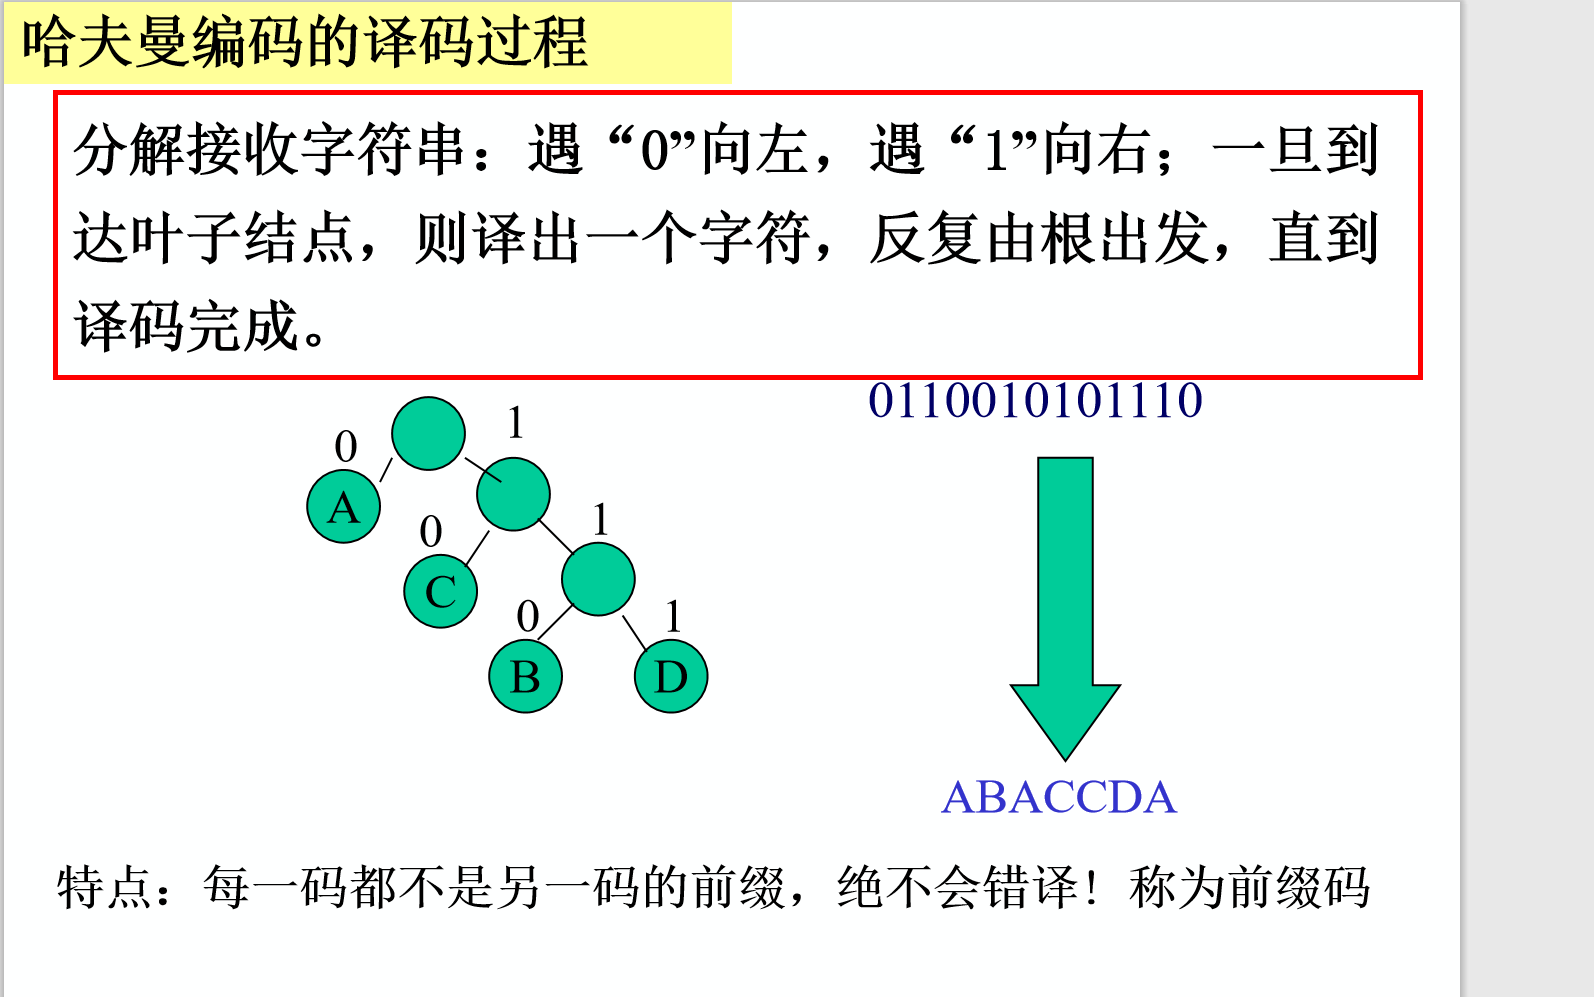 哈夫曼编码的译码过程
分解接收字符串：遇“0”向左，遇“1”向右；一旦到
达叶子结点，则译出一个字符，反复由根出发，直到
译码完成。
0110010101110
0
1
A
0
1
C
0
1
B
D
ABACCDA
特点：每一码都不是另一码的前缀，绝不会错译！称为前缀码